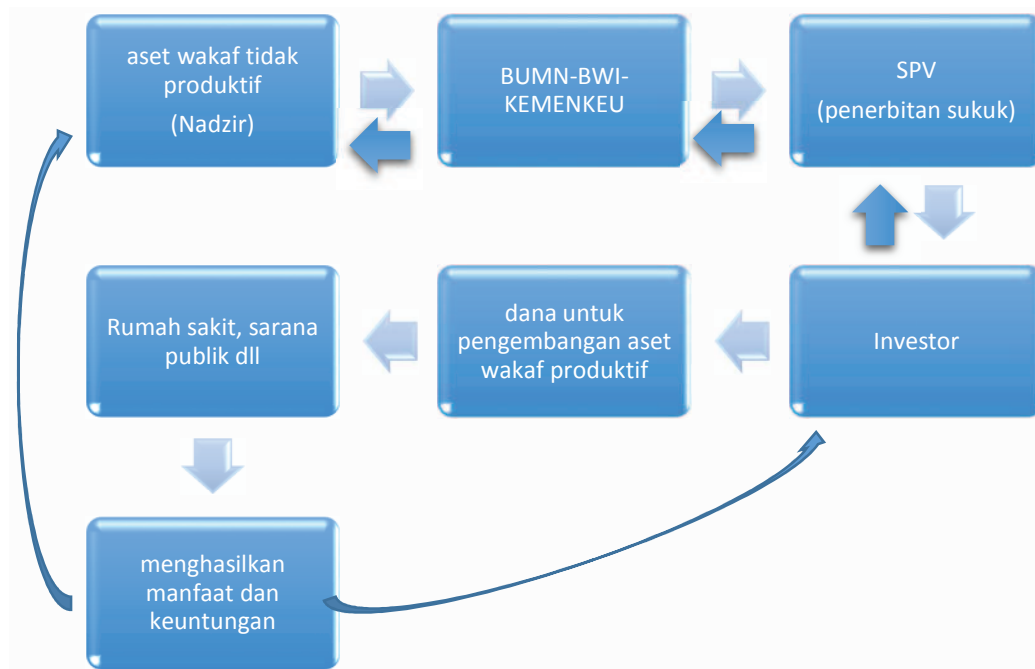 aset wakaf tidak
produktif
(Nadzir)
BUMN-BWI-
KEMENKEU
SPV
(penerbitan sukuk)
Rumah sakit, sarana
publik dll
dana untuk
pengembangan aset
wakaf produktif
Investor
menghasilkan
manfaat dan
keuntungan